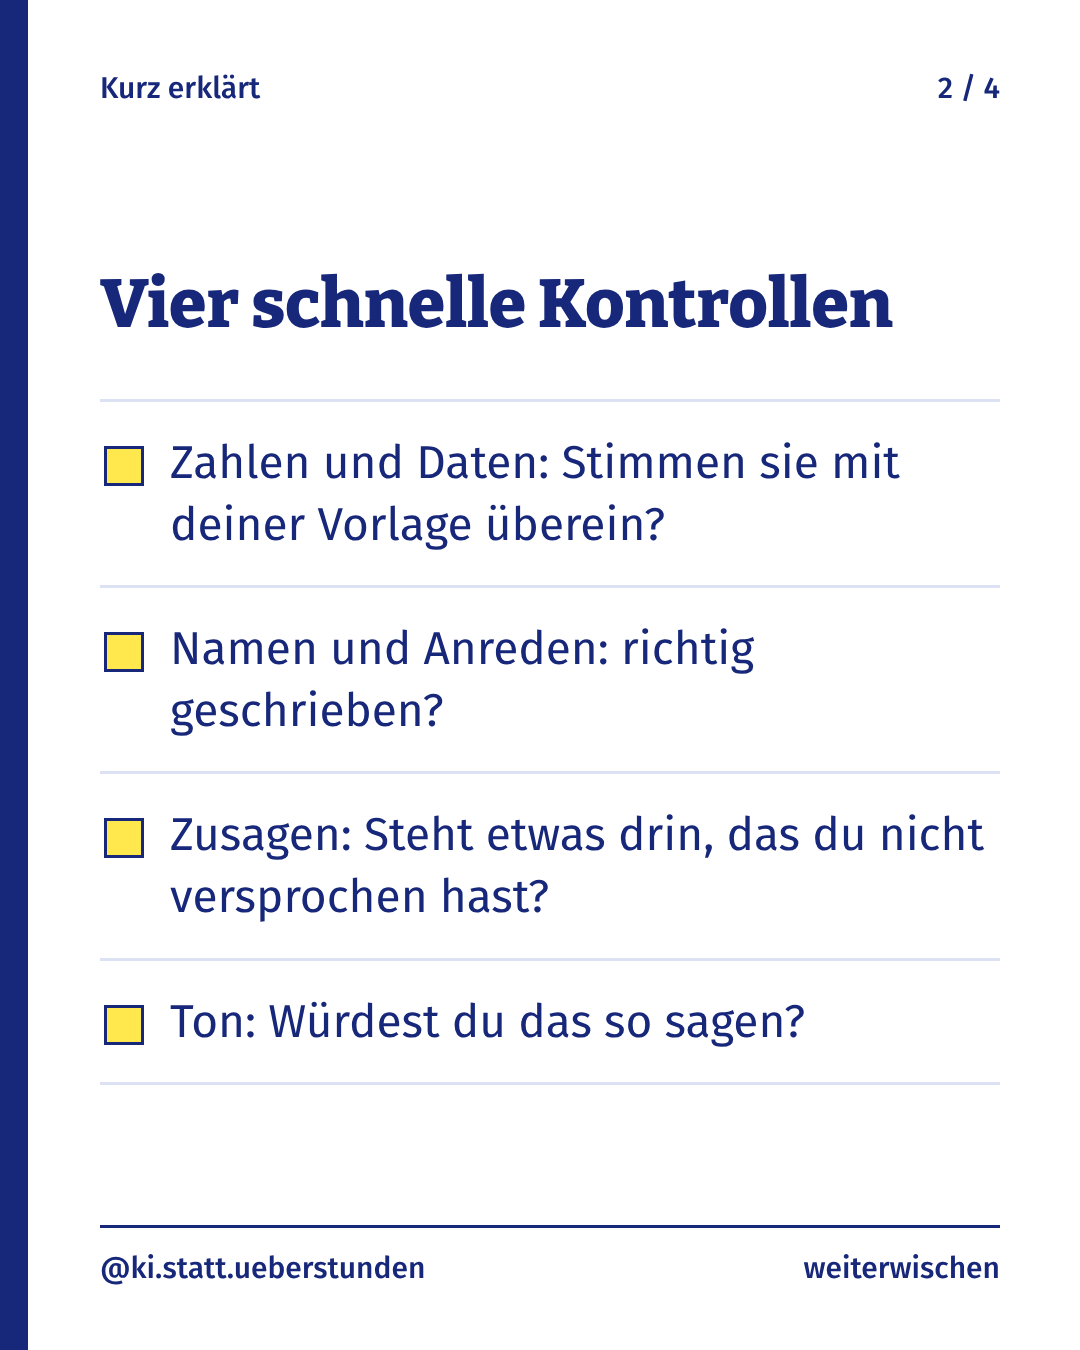 Kurz erklärt
2 / 4
Vier schnelle Kontrollen
Zahlen und Daten: Stimmen sie mit
deiner Vorlage überein?
Namen und Anreden: richtig
geschrieben?
Zusagen: Steht etwas drin, das du nicht
versprochen hast?
Ton: Würdest du das so sagen?
@ki.statt.ueberstunden
weiterwischen